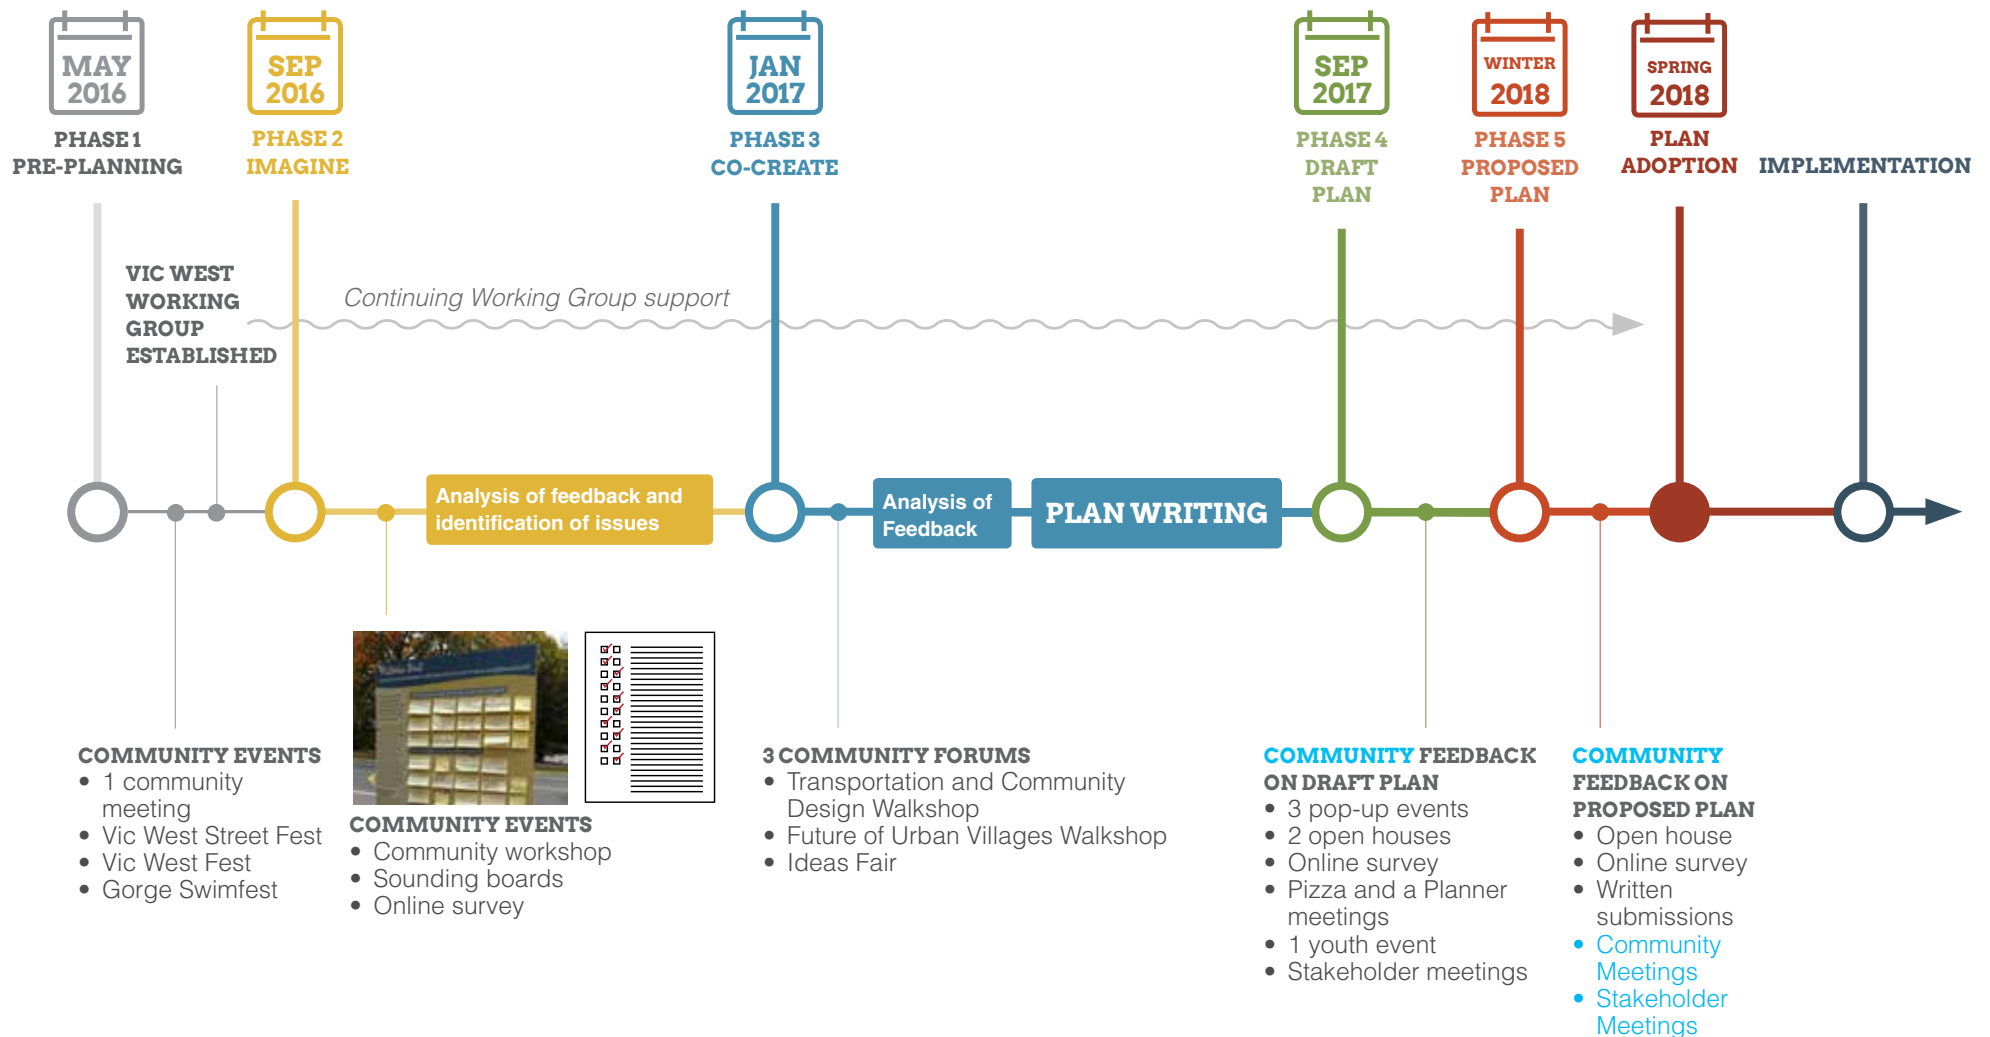 MAY
2016
PHASE 1
PRE-PLANNING
SEP
2016
PHASE 2
IMAGINE
JAN
2017
PHASE 3
CO-CREATE
SEP
2017
PHASE 4
DRAFT
PLAN
WINTER
2018
PHASE 5
PROPOSED
PLAN
SPRING
2018
PLAN
ADOPTION
IMPLEMENTATION
VIC WEST
WORKING
GROUP
ESTABLISHED
Continuing Working Group support
Analysis of feedback and
identification of issues
Analysis of
Feedback
PLAN WRITING
COMMUNITY EVENTS
• 1 community
meeting
• Vic West Street Fest
• Vic West Fest
• Gorge Swimfest
COMMUNITY EVENTS
• Community workshop
• Sounding boards
• Online survey
3 COMMUNITY FORUMS
• Transportation and Community
Design Walkshop
• Future of Urban Villages Walkshop
• Ideas Fair
COMMUNITY FEEDBACK
ON DRAFT PLAN
• 3 pop-up events
• 2 open houses
• Online survey
• Pizza and a Planner
meetings
• 1 youth event
• Stakeholder meetings
COMMUNITY
FEEDBACK ON
PROPOSED PLAN
• Open house
• Online survey
• Written
submissions
• Community
Meetings
• Stakeholder
Meetings